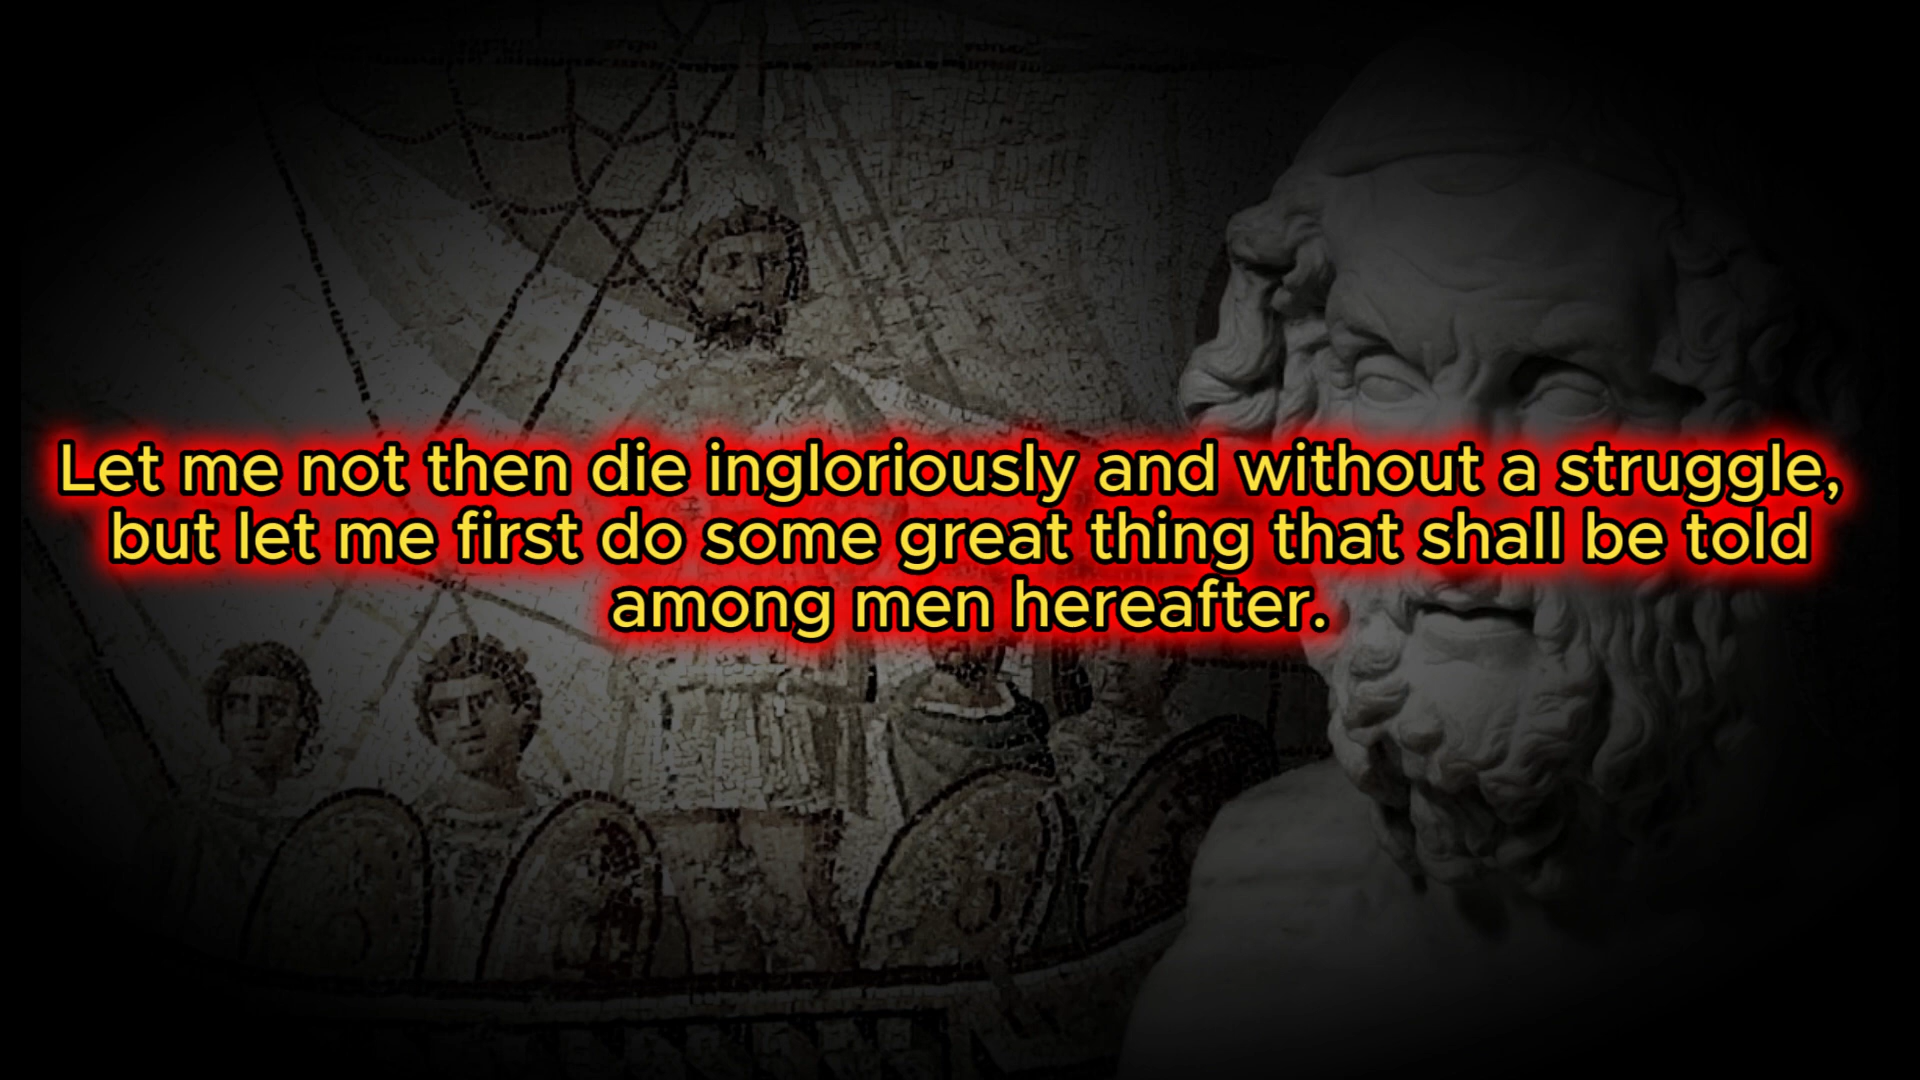 Let me not then die ingloriously and without a struggle,
but let me first do some great thing that shall be told
among men hereafter.